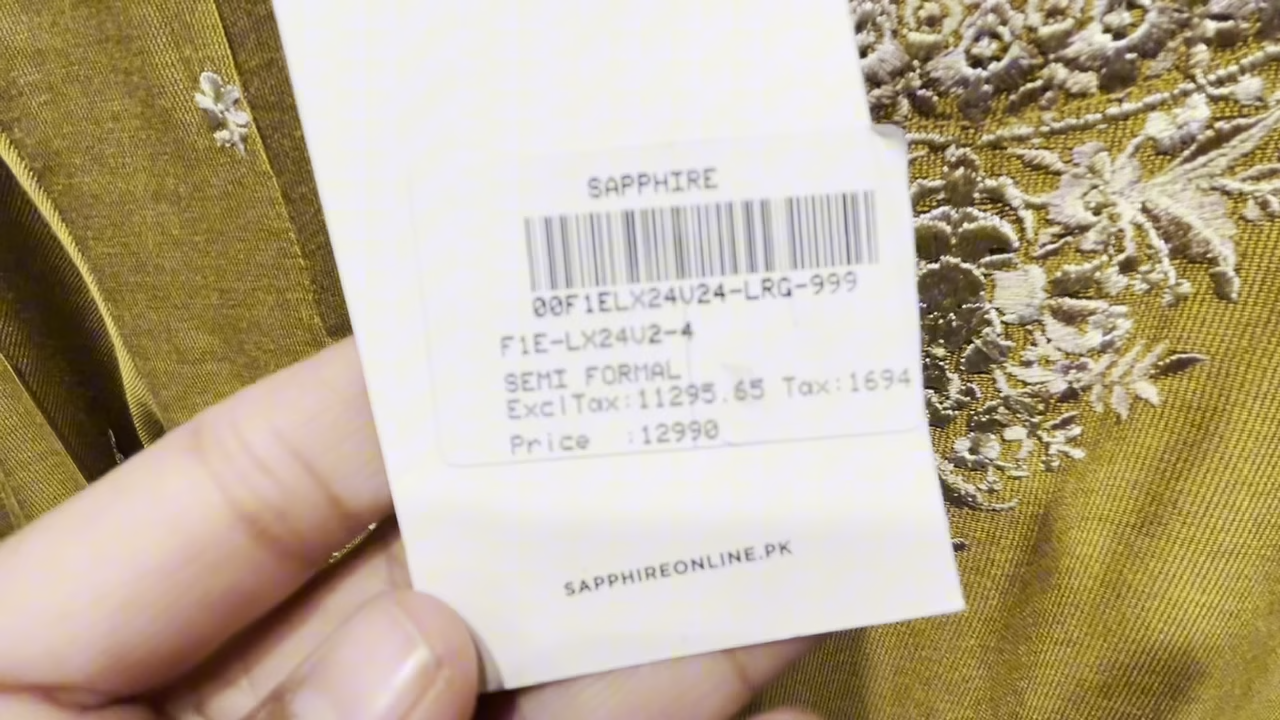 SAPPHIRE
00F1ELX24V24-LRG-999
F1E-LX24V2-4
SEMI FORMAL
ExclTax:11295.65 Tax:1694
Price :12990
SAPPHIREONLINE.PK